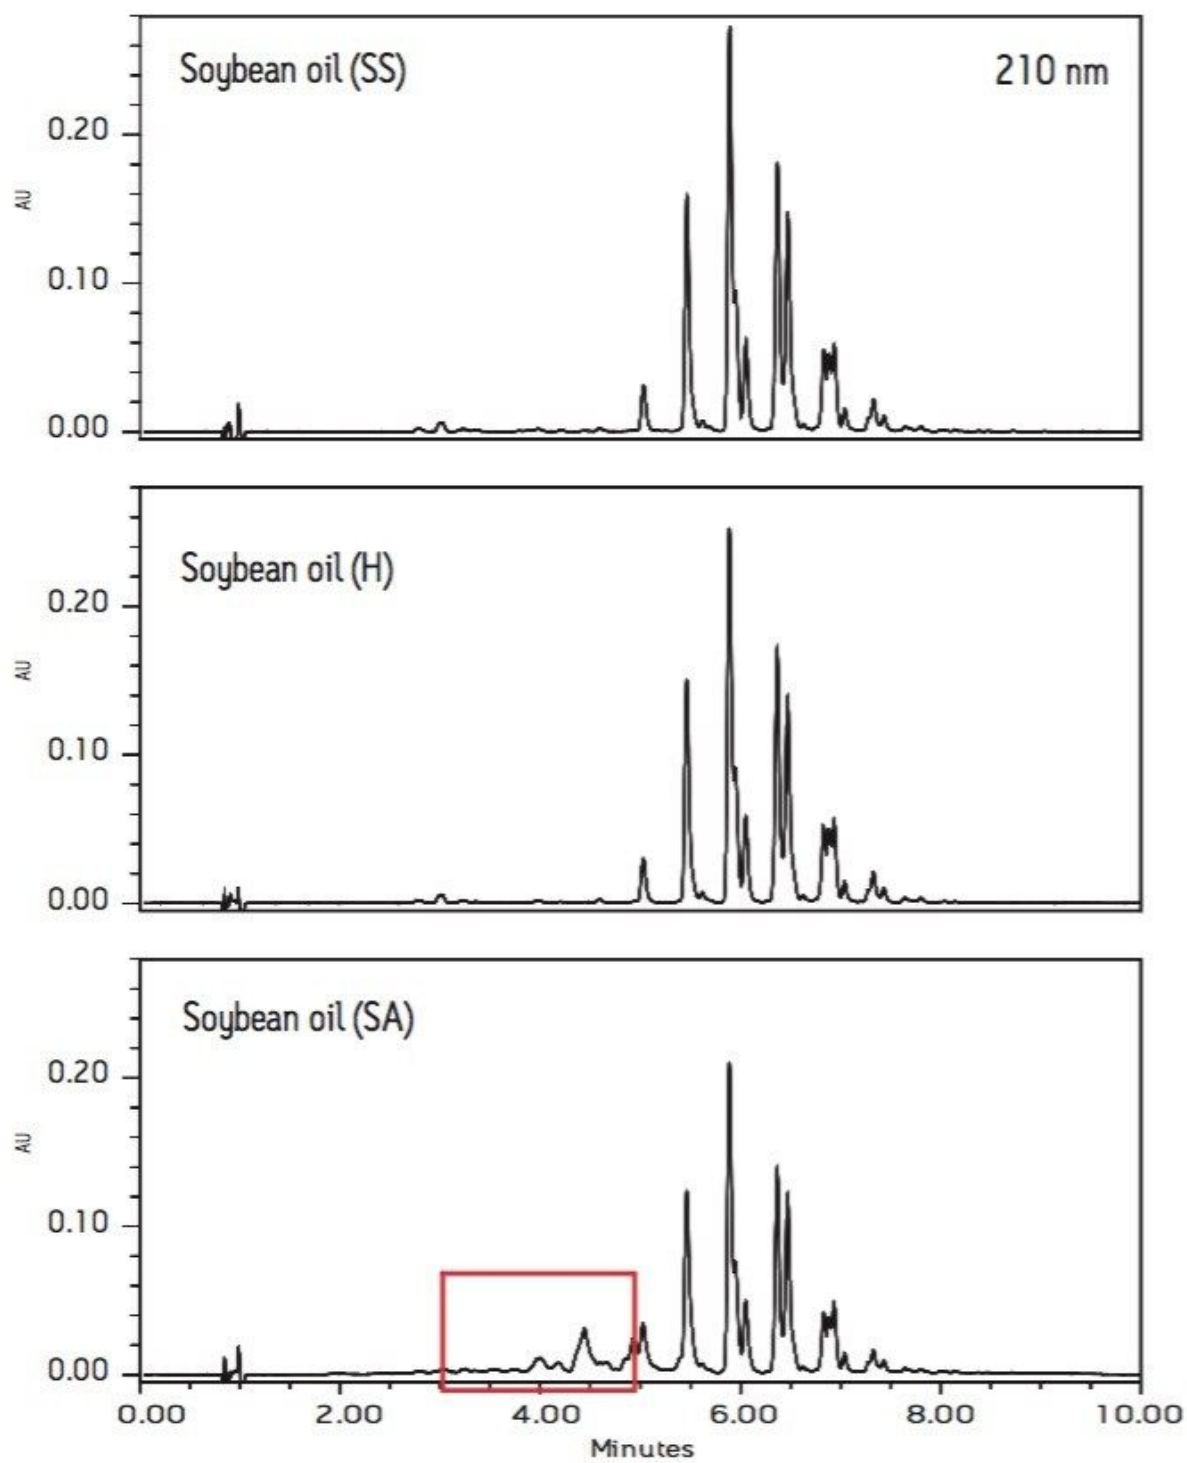 Soybean oil (SS)
210 nm
0.20
AU
0.10
0.00
Soybean oil (H)
0.20
AU
0.10
0.00
Soybean oil (SA)
0.20
AU
0.10
0.00
0.00 2.00 4.00 6.00 8.00 10.00
Minutes